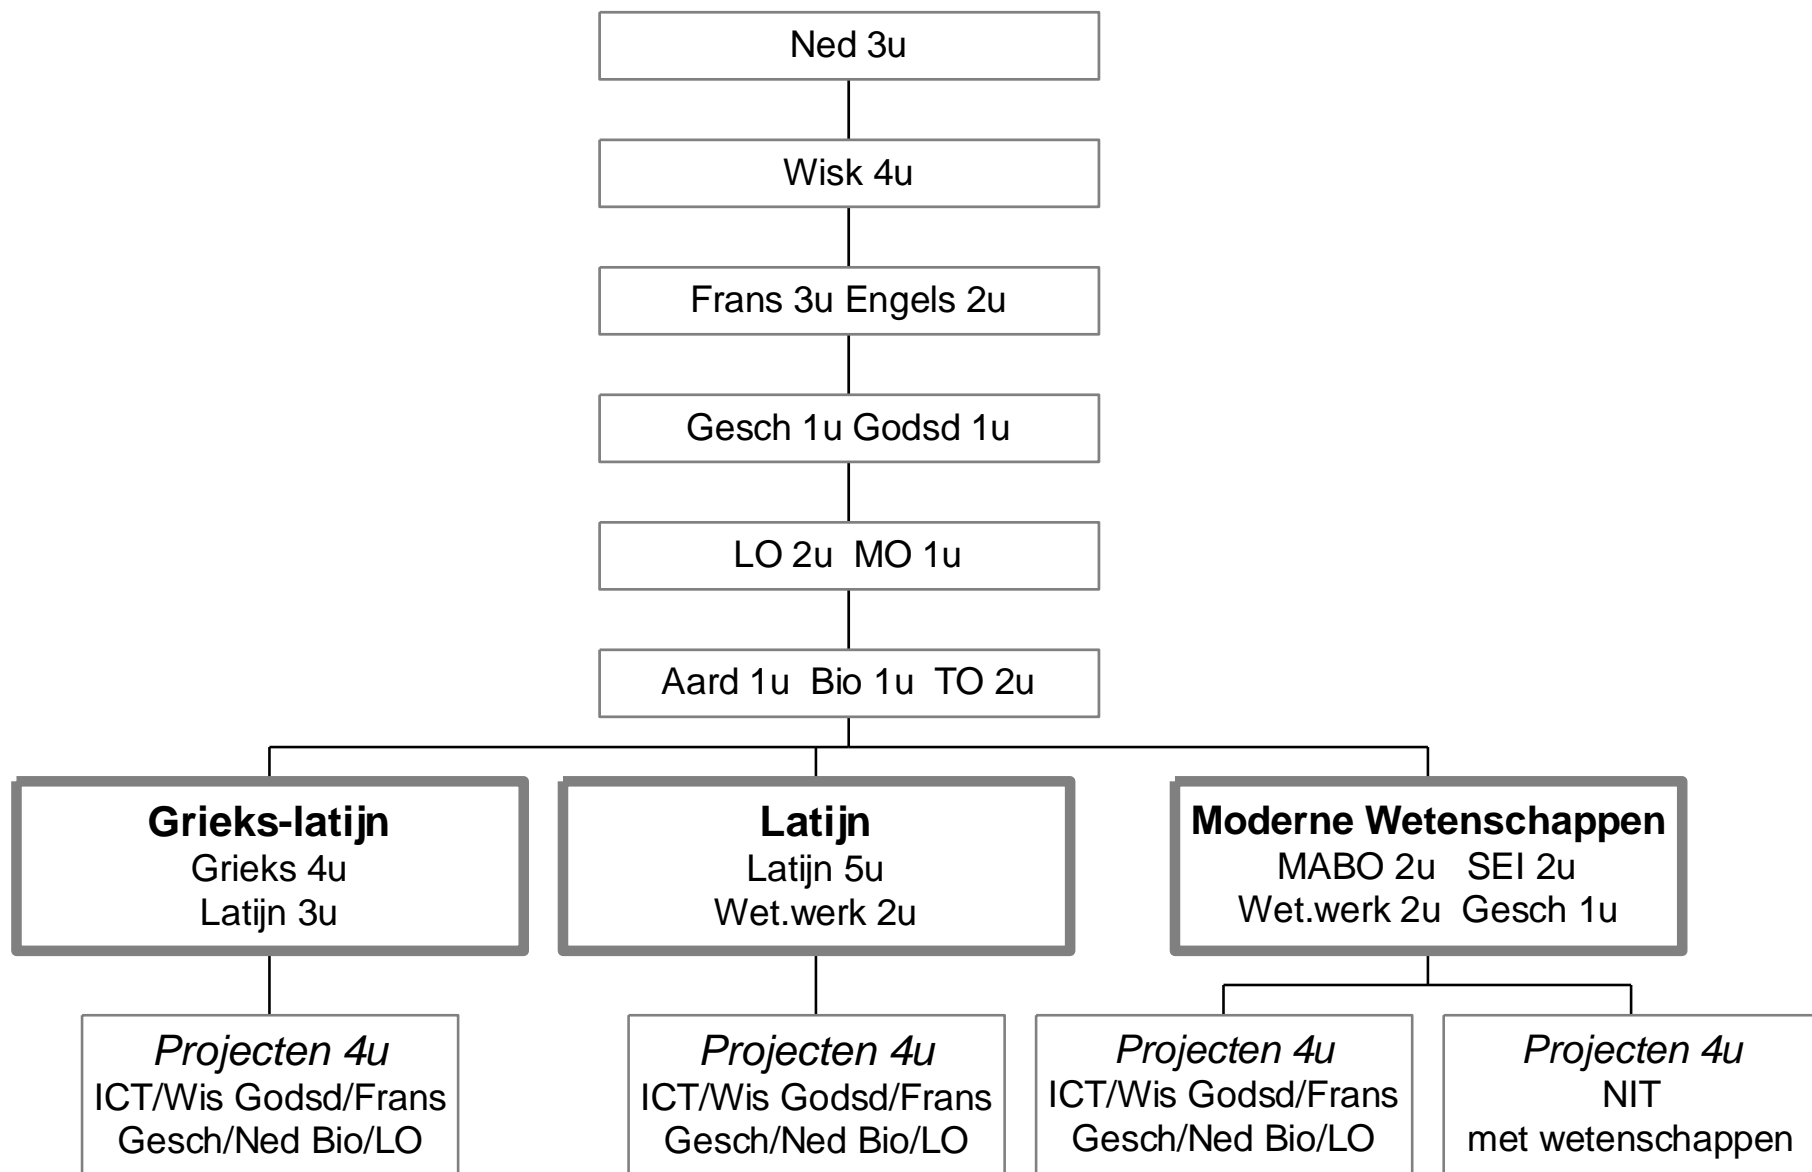 Ned 3u
Wisk 4u
Frans 3u Engels 2u
Gesch 1u Godsd 1u
LO 2u  MO 1u
Aard 1u  Bio 1u  TO 2u
Grieks-latijn
Grieks 4u
Latijn 3u
Latijn
Latijn 5u
Wet.werk 2u
Moderne Wetenschappen
MABO 2u   SEI 2u
Wet.werk 2u  Gesch 1u
Projecten 4u
ICT/Wis Godsd/Frans
Gesch/Ned Bio/LO
Projecten 4u
ICT/Wis Godsd/Frans
Gesch/Ned Bio/LO
Projecten 4u
ICT/Wis Godsd/Frans
Gesch/Ned Bio/LO
Projecten 4u
NIT
met wetenschappen